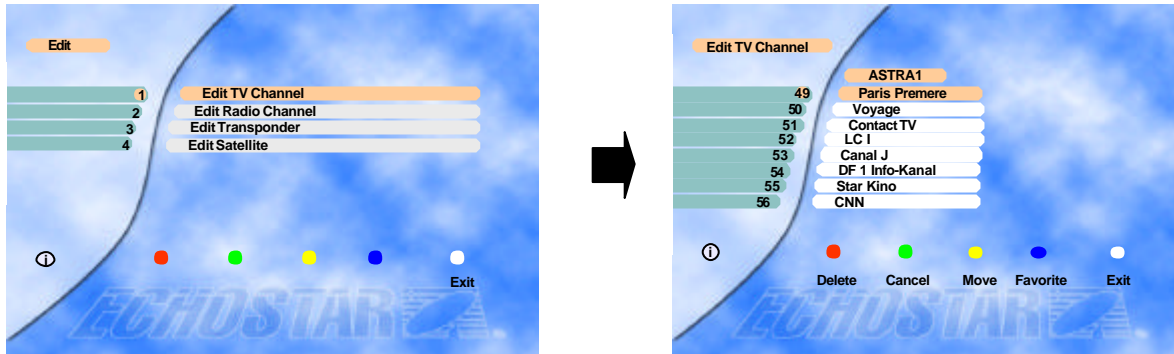 Edit
1 Edit TV Channel
2 Edit Radio Channel
3 Edit Transponder
4 Edit Satellite
i
Exit
ECHOSTAR
Edit TV Channel
ASTRA1
49 Paris Premere
50 Voyage
51 Contact TV
52 LC I
53 Canal J
54 DF 1 Info-Kanal
55 Star Kino
56 CNN
i
Delete Cancel Move Favorite Exit
ECHOSTAR